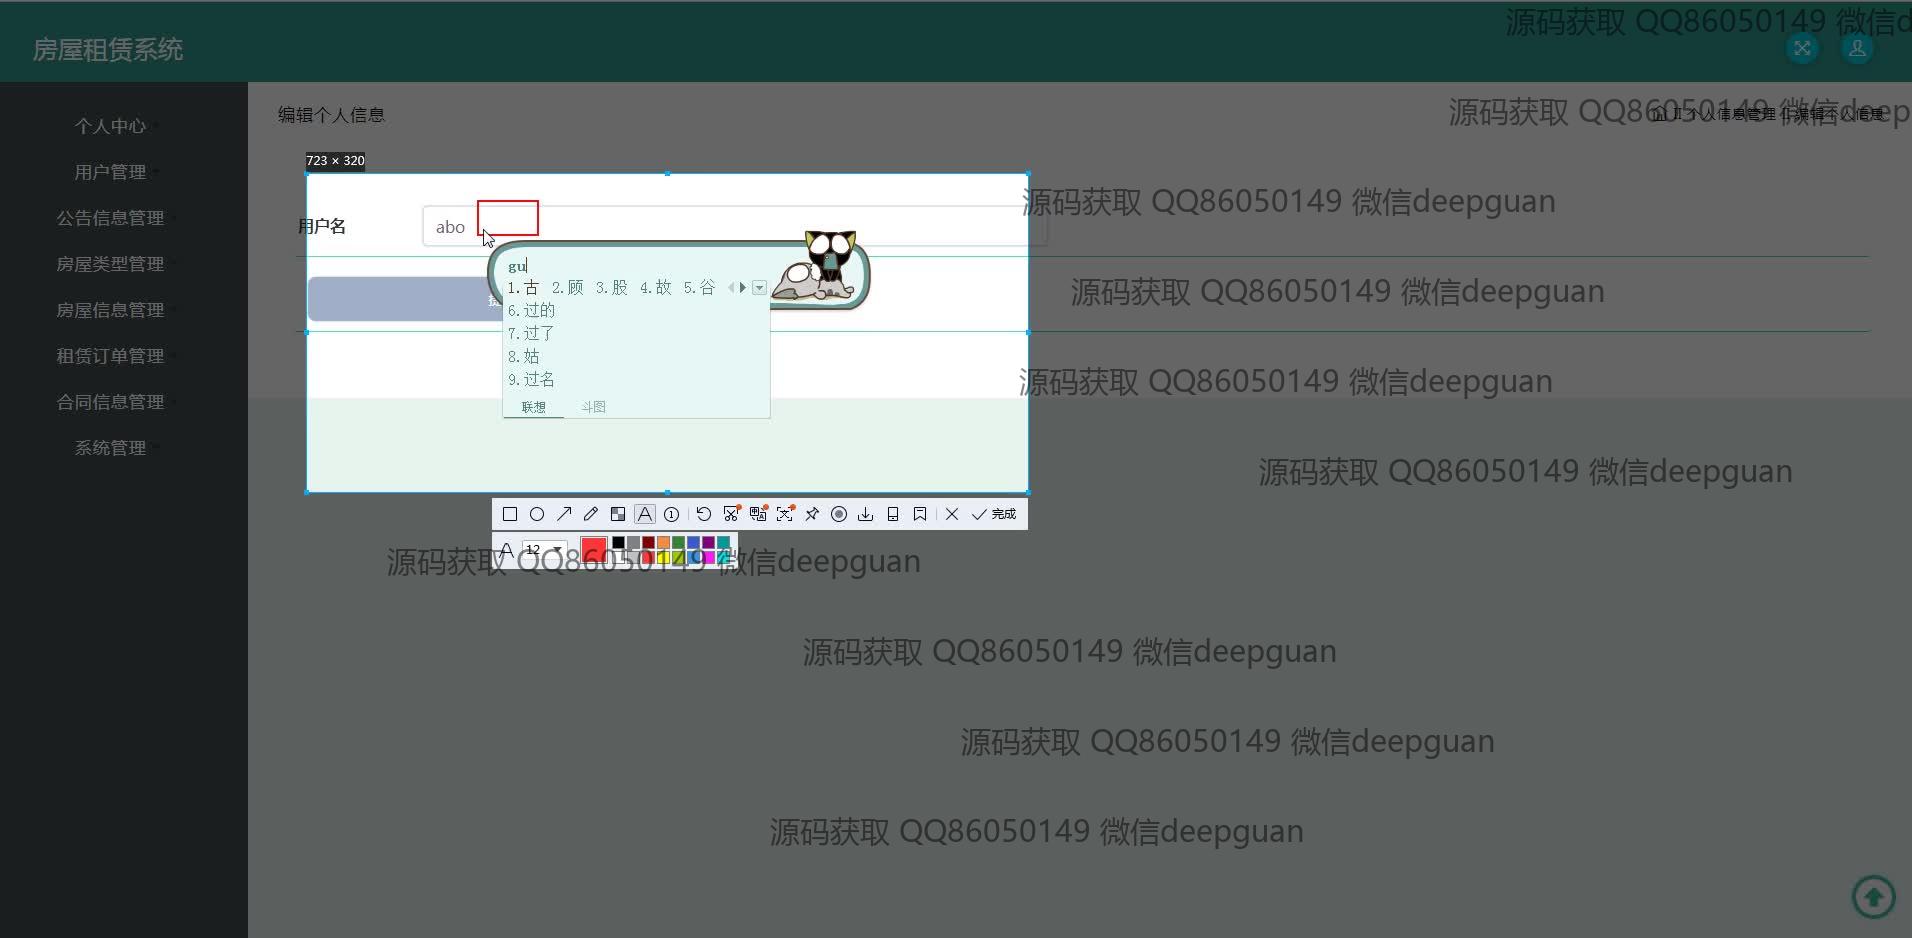 源码获取 QQ86050149 微信d
房屋租赁系统
个人中心
用户管理
公告信息管理
房屋类型管理
房屋信息管理
租赁订单管理
合同信息管理
系统管理
编辑个人信息
源码获取 QQ86050149 微信deep
个人信息管理
编辑个人信息
723 × 320
源码获取 QQ86050149 微信deepguan
用户名
abo
gu
1.古 2.顾 3.股 4.故 5.谷
6.过的
7.过了
8.姑
9.过名
联想 斗图
源码获取 QQ86050149 微信deepguan
源码获取 QQ86050149 微信deepguan
源码获取 QQ86050149 微信deepguan
完成
A 12
源码获取 QQ86050149 微信deepguan
源码获取 QQ86050149 微信deepguan
源码获取 QQ86050149 微信deepguan
源码获取 QQ86050149 微信deepguan